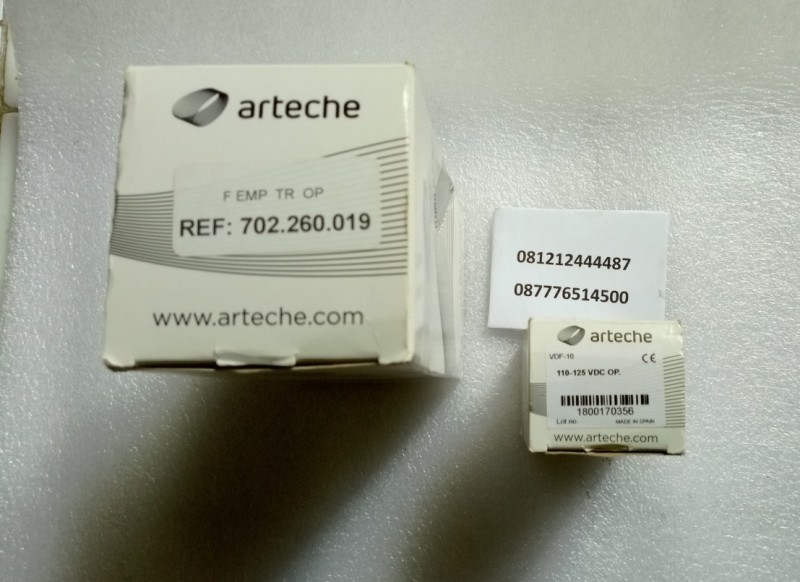 arteche
F EMP TR OP
REF: 702.260.019
www.arteche.com
081212444487
087776514500
arteche
VDF-10 CE
110-125 VDC OP.
1800170356
Lot no. MADE IN SPAIN
www.arteche.com